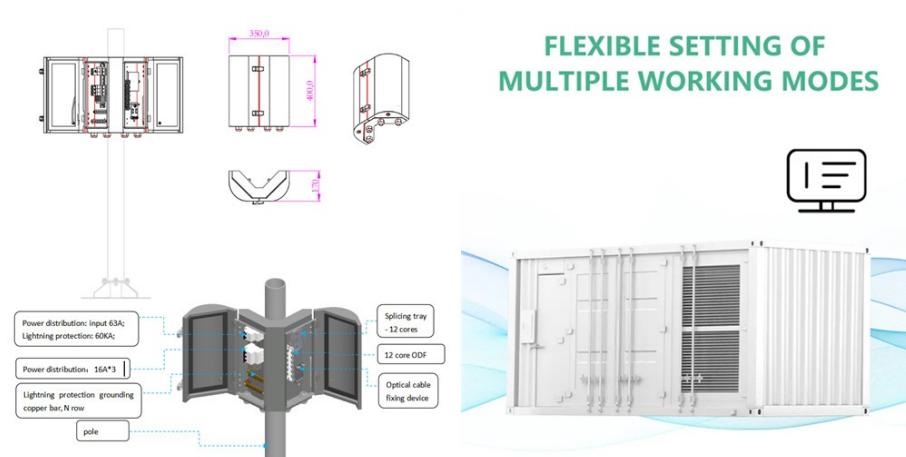 350,0
400,0
170
Power distribution: input 63A;
Lightning protection: 60KA;
Power distribution: 16A*3
Lightning protection grounding
copper bar, N row
pole
Splicing tray
- 12 cores
12 core ODF
Optical cable
fixing device
FLEXIBLE SETTING OF
MULTIPLE WORKING MODES